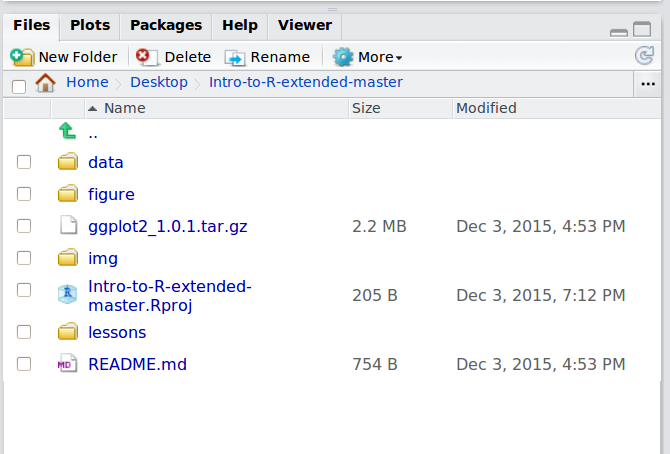 Files Plots Packages Help Viewer
New Folder Delete Rename More
Home Desktop Intro-to-R-extended-master ...
Name Size Modified
..
data
figure
ggplot2_1.0.1.tar.gz 2.2 MB Dec 3, 2015, 4:53 PM
img
Intro-to-R-extended-
master.Rproj 205 B Dec 3, 2015, 7:12 PM
lessons
MD README.md 754 B Dec 3, 2015, 4:53 PM